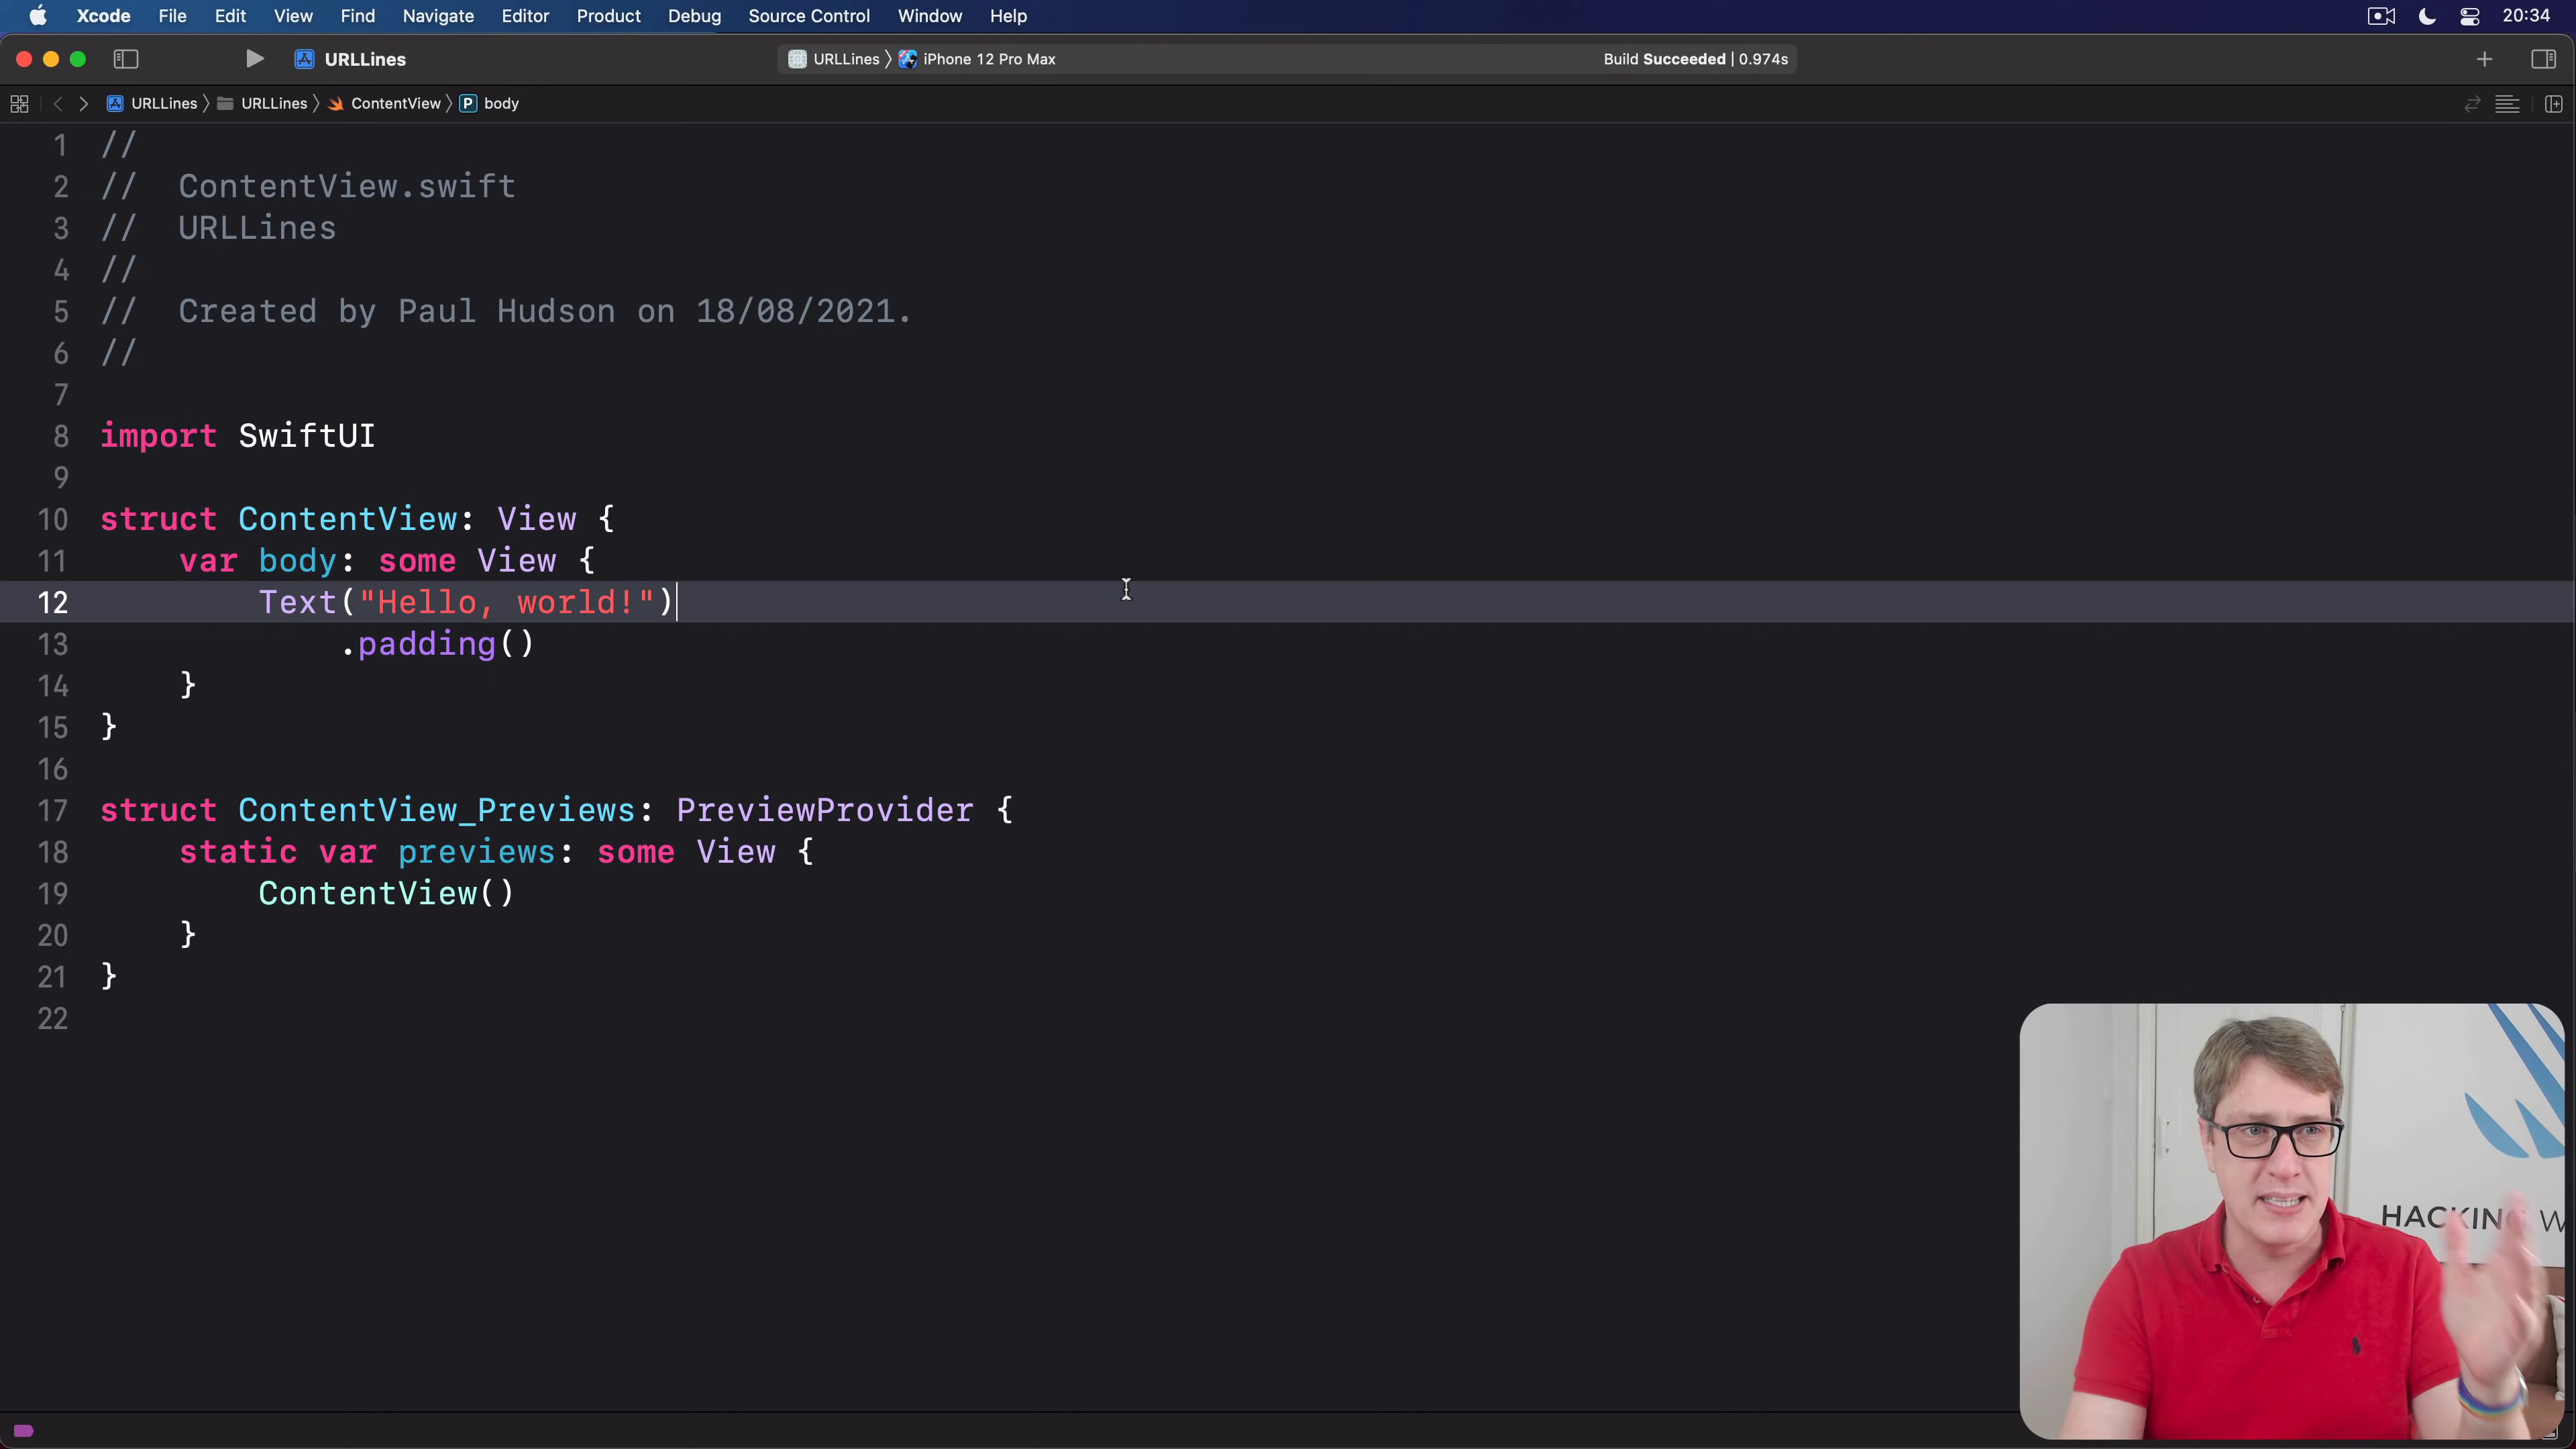 Xcode File Edit View Find Navigate Editor Product Debug Source Control Window Help 20:34
URLLines URLLines iPhone 12 Pro Max Build Succeeded | 0.974s
URLLines URLLines ContentView P body
1 //
2 //  ContentView.swift
3 //  URLLines
4 //
5 //  Created by Paul Hudson on 18/08/2021.
6 //
7
8 import SwiftUI
9
10 struct ContentView: View {
11     var body: some View {
12         Text("Hello, world!")
13             .padding()
14     }
15 }
16
17 struct ContentView_Previews: PreviewProvider {
18     static var previews: some View {
19         ContentView()
20     }
21 }
22
HACKING W